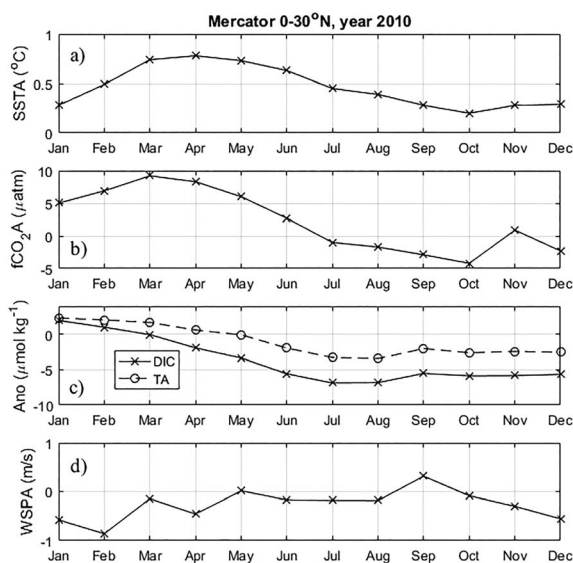 Mercator 0-30°N, year 2010
a)
SSTA (°C)
1
0.5
0
Jan Feb Mar Apr May Jun Jul Aug Sep Oct Nov Dec
b)
fCO₂A (µatm)
10
5
0
-5
Jan Feb Mar Apr May Jun Jul Aug Sep Oct Nov Dec
c)
Ano (µmol kg⁻¹)
0
-5
-10
DIC
TA
Jan Feb Mar Apr May Jun Jul Aug Sep Oct Nov Dec
d)
WSPA (m/s)
1
0
-1
Jan Feb Mar Apr May Jun Jul Aug Sep Oct Nov Dec